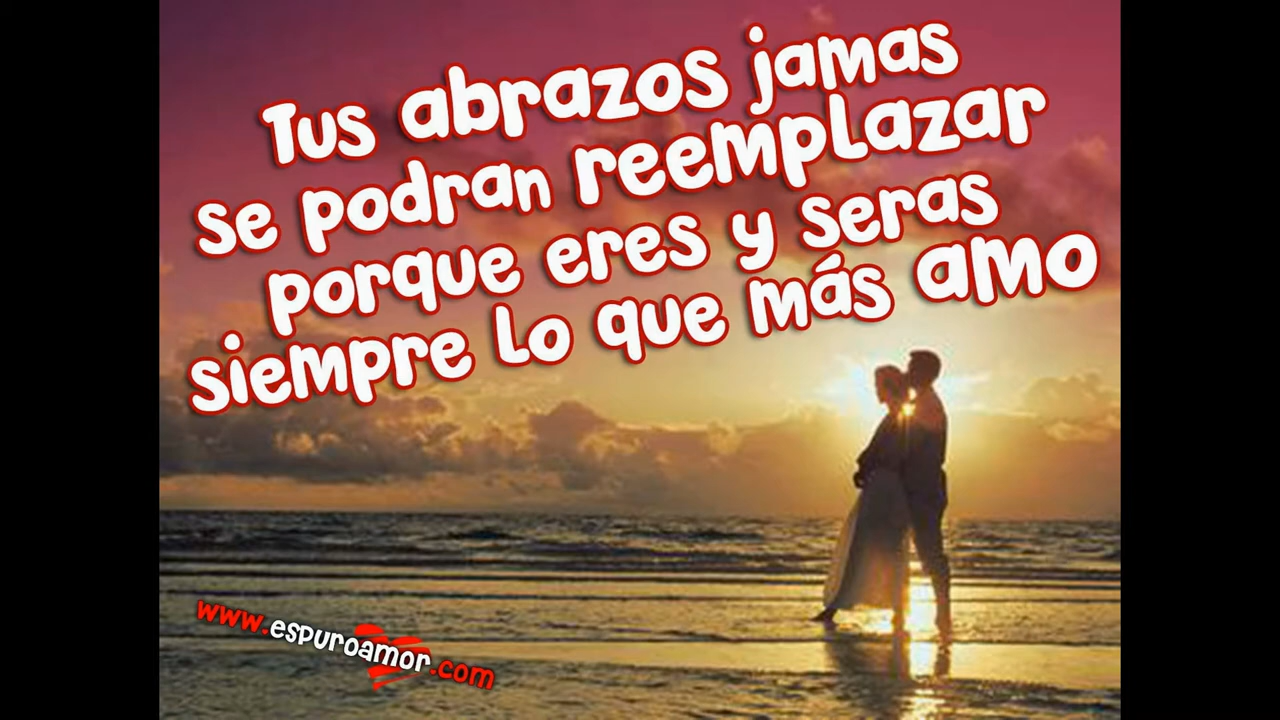 Tus abrazos jamas
se podran reemplazar
porque eres y seras
siempre lo que más amo
www.espuroamor.com